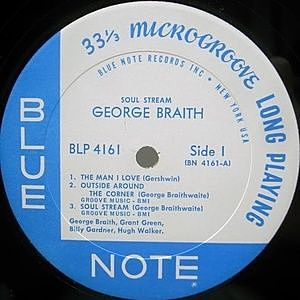 33⅓ MICROGROOVE LONG PLAYING
BLUE NOTE RECORDS INC • NEW YORK USA
SOUL STREAM
GEORGE BRAITH
BLP 4161
Side 1
(BN 4161-A)
1. THE MAN I LOVE (Gershwin)
2. OUTSIDE AROUND
THE CORNER (George Braithwaite)
GROOVE MUSIC - BMI
3. SOUL STREAM (George Braithwaite)
GROOVE MUSIC - BMI
George Braith, Grant Green,
Billy Gardner, Hugh Walker.
BLUE
NOTE